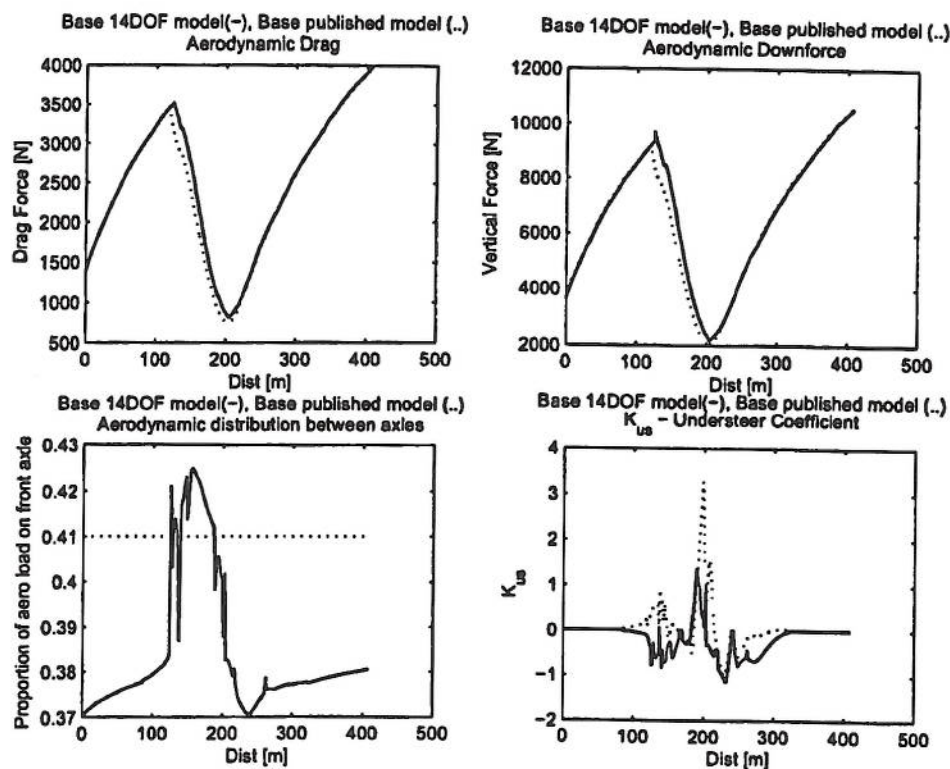 Base 14DOF model(-), Base published model (..)
Aerodynamic Drag
4000
3500
3000
2500
2000
1500
1000
500
Drag Force [N]
0 100 200 300 400 500
Dist [m]
Base 14DOF model(-), Base published model (..)
Aerodynamic Downforce
12000
10000
8000
6000
4000
2000
Vertical Force [N]
0 100 200 300 400 500
Dist [m]
Base 14DOF model(-), Base published model (..)
Aerodynamic distribution between axles
0.43
0.42
0.41
0.4
0.39
0.38
0.37
Proportion of aero load on front axle
0 100 200 300 400 500
Dist [m]
Base 14DOF model(-), Base published model (..)
Kus - Understeer Coefficient
4
3
2
1
0
-1
-2
Kus
0 100 200 300 400 500
Dist [m]